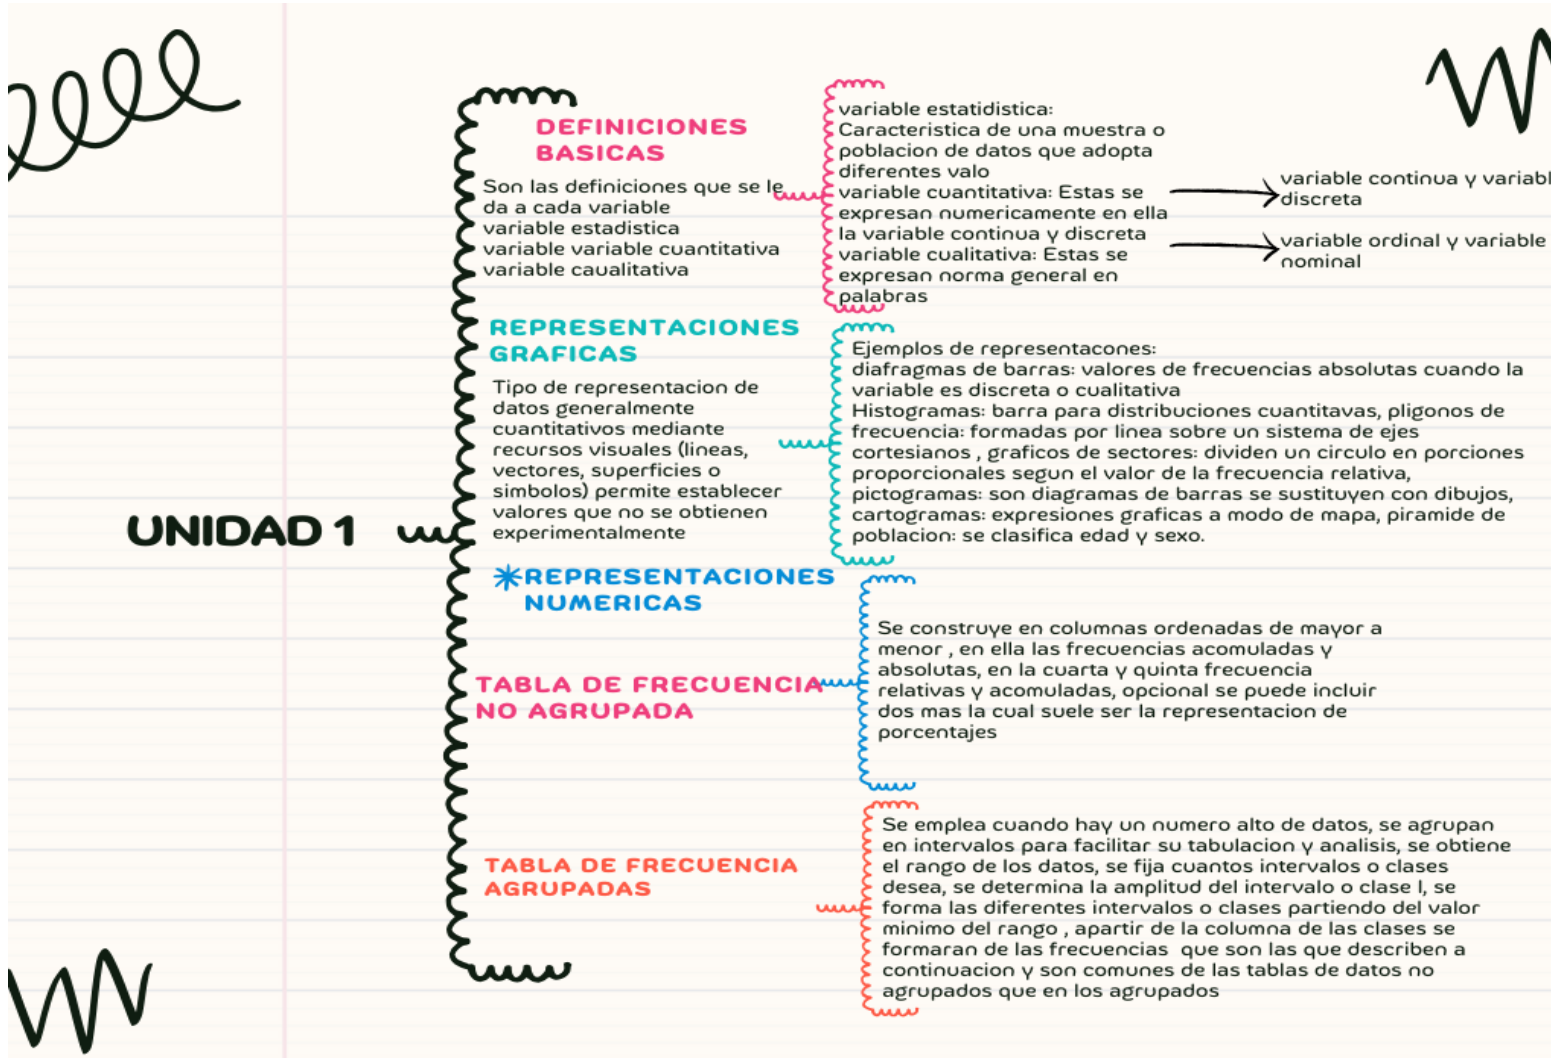 UNIDAD 1
DEFINICIONES
BASICAS
Son las definiciones que se le
da a cada variable
variable estadistica
variable variable cuantitativa
variable caualitativa
variable estatidistica:
Caracteristica de una muestra o
poblacion de datos que adopta
diferentes valo
variable cuantitativa: Estas se
expresan numericamente en ella
la variable continua y discreta
variable cualitativa: Estas se
expresan norma general en
palabras
variable continua y variabl
discreta
variable ordinal y variable
nominal
REPRESENTACIONES
GRAFICAS
Tipo de representacion de
datos generalmente
cuantitativos mediante
recursos visuales (lineas,
vectores, superficies o
simbolos) permite establecer
valores que no se obtienen
experimentalmente
Ejemplos de representacones:
diafragmas de barras: valores de frecuencias absolutas cuando la
variable es discreta o cualitativa
Histogramas: barra para distribuciones cuantitavas, pligonos de
frecuencia: formadas por linea sobre un sistema de ejes
cortesianos , graficos de sectores: dividen un circulo en porciones
proporcionales segun el valor de la frecuencia relativa,
pictogramas: son diagramas de barras se sustituyen con dibujos,
cartogramas: expresiones graficas a modo de mapa, piramide de
poblacion: se clasifica edad y sexo.
REPRESENTACIONES
NUMERICAS
TABLA DE FRECUENCIA
NO AGRUPADA
Se construye en columnas ordenadas de mayor a
menor , en ella las frecuencias acomuladas y
absolutas, en la cuarta y quinta frecuencia
relativas y acomuladas, opcional se puede incluir
dos mas la cual suele ser la representacion de
porcentajes
TABLA DE FRECUENCIA
AGRUPADAS
Se emplea cuando hay un numero alto de datos, se agrupan
en intervalos para facilitar su tabulacion y analisis, se obtiene
el rango de los datos, se fija cuantos intervalos o clases
desea, se determina la amplitud del intervalo o clase l, se
forma las diferentes intervalos o clases partiendo del valor
minimo del rango , apartir de la columna de las clases se
formaran de las frecuencias  que son las que describen a
continuacion y son comunes de las tablas de datos no
agrupados que en los agrupados